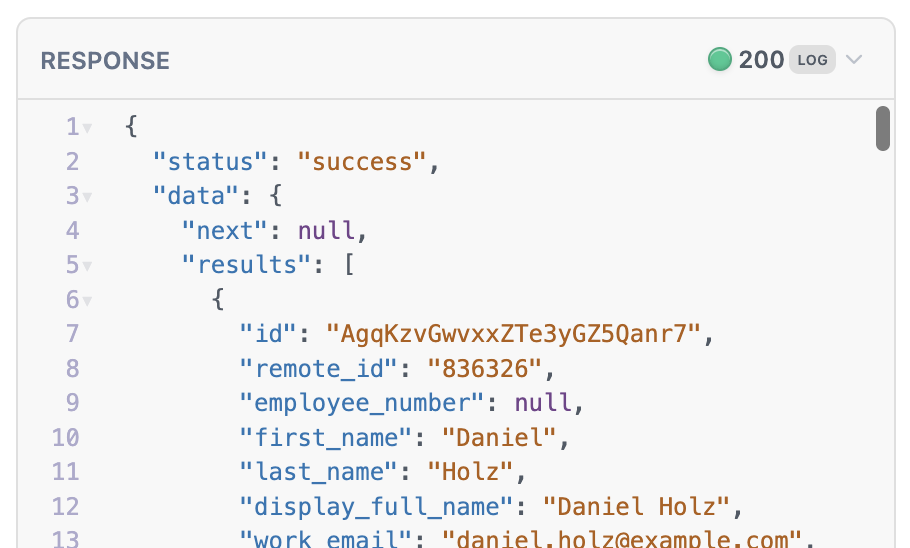 RESPONSE 200 LOG
1 {
2 "status": "success",
3 "data": {
4 "next": null,
5 "results": [
6 {
7 "id": "AgqKzvGwvxxZTe3yGZ5Qanr7",
8 "remote_id": "836326",
9 "employee_number": null,
10 "first_name": "Daniel",
11 "last_name": "Holz",
12 "display_full_name": "Daniel Holz",
13 "work_email": "daniel.holz@example.com",